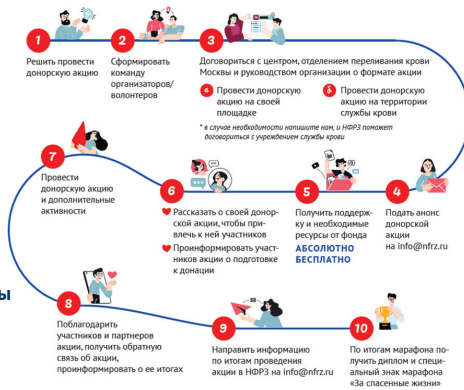 1
Решить провести
донорскую акцию
2
Сформировать
команду
организаторов/
волонтеров
3
Договориться с центром, отделением переливания крови
Москвы и руководством организации о формате акции
а Провести донорскую
акцию на своей
площадке
б Провести донорскую
акцию на территории
службы крови
* в случае необходимости напишите нам, и НФРЗ поможет
договориться с учреждением службы крови
4
Подать анонс
донорской
акции
на info@nfrz.ru
5
Получить поддерж-
ку и необходимые
ресурсы от фонда
АБСОЛЮТНО
БЕСПЛАТНО
6
Рассказать о своей донор-
ской акции, чтобы при-
влечь к ней участников
Проинформировать участ-
ников акции о подготовке
к донации
7
Провести
донорскую акцию
и дополнительные
активности
8
Поблагодарить
участников и партнеров
акции, получить обратную
связь об акции,
проинформировать о ее итогах
9
Направить информацию
по итогам проведения
акции в НФРЗ на info@nfrz.ru
10
По итогам марафона по-
лучить диплом и специ-
альный знак марафона
«За спасенные жизни»